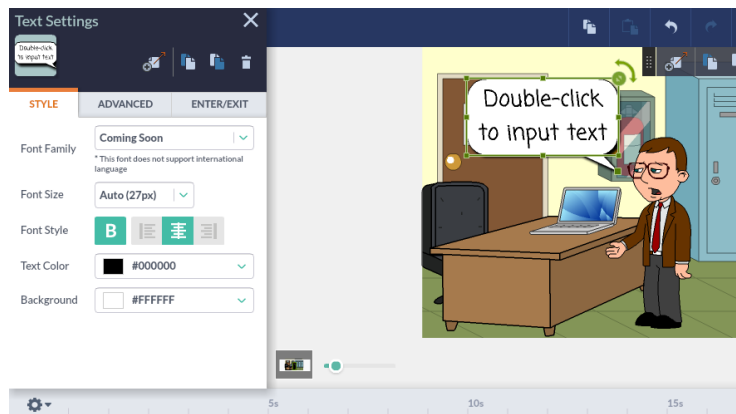 Text Settings
Double-click
to input text
STYLE
ADVANCED
ENTER/EXIT
Font Family
Coming Soon
* This font does not support international
language
Font Size
Auto (27px)
Font Style
B
Text Color
#000000
Background
#FFFFFF
Double-click
to input text
5s
10s
15s